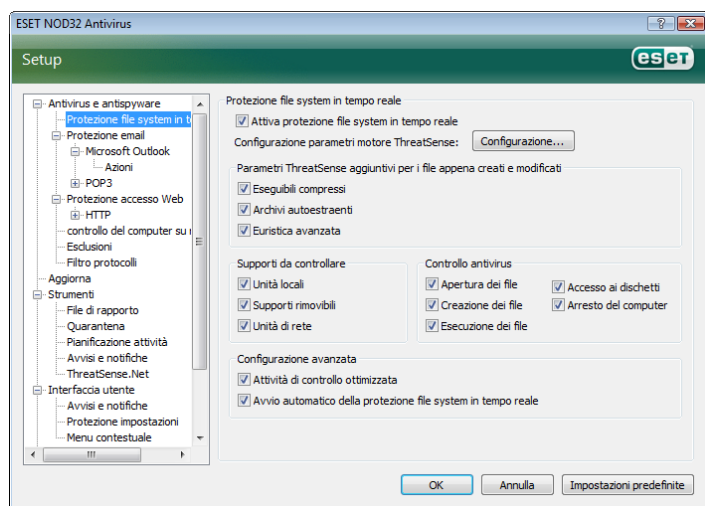 ESET NOD32 Antivirus
Setup
eset
Antivirus e antispyware
Protezione file system in t
Protezione email
Microsoft Outlook
Azioni
POP3
Protezione accesso Web
HTTP
controllo del computer su
Esclusioni
Filtro protocolli
Aggiorna
Strumenti
File di rapporto
Quarantena
Pianificazione attività
Avvisi e notifiche
ThreatSense.Net
Interfaccia utente
Avvisi e notifiche
Protezione impostazioni
Menu contestuale
Protezione file system in tempo reale
Attiva protezione file system in tempo reale
Configurazione parametri motore ThreatSense: Configurazione...
Parametri ThreatSense aggiuntivi per i file appena creati e modificati
Eseguibili compressi
Archivi autoestraenti
Euristica avanzata
Supporti da controllare
Unità locali
Supporti rimovibili
Unità di rete
Controllo antivirus
Apertura dei file
Creazione dei file
Esecuzione dei file
Accesso ai dischetti
Arresto del computer
Configurazione avanzata
Attività di controllo ottimizzata
Avvio automatico della protezione file system in tempo reale
OK Annulla Impostazioni predefinite